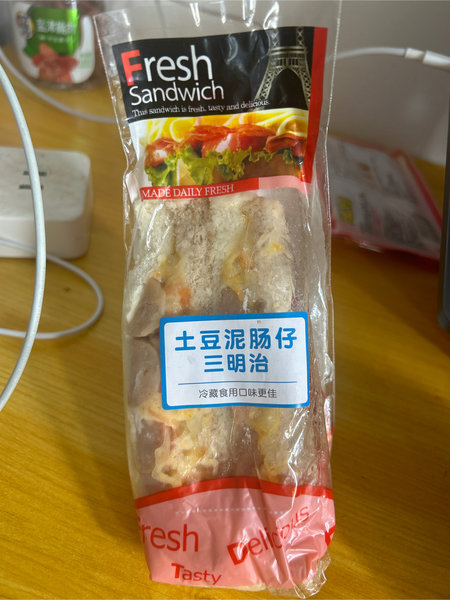 Fresh
Sandwich
This sandwich is fresh, tasty and delicious
MADE DAILY FRESH
土豆泥肠仔
三明治
冷藏食用口味更佳
Fresh
Delicious
Tasty